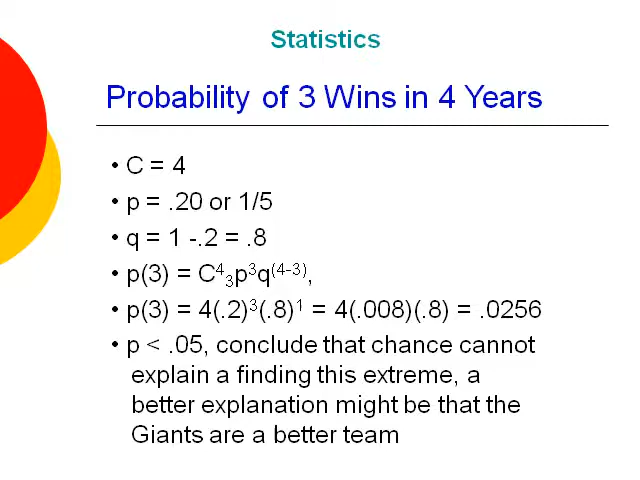 Statistics
Probability of 3 Wins in 4 Years
• C = 4
• p = .20 or 1/5
• q = 1 -.2 = .8
• p(3) = C⁴₃p³q⁽⁴⁻³⁾,
• p(3) = 4(.2)³(.8)¹ = 4(.008)(.8) = .0256
• p < .05, conclude that chance cannot
explain a finding this extreme, a
better explanation might be that the
Giants are a better team